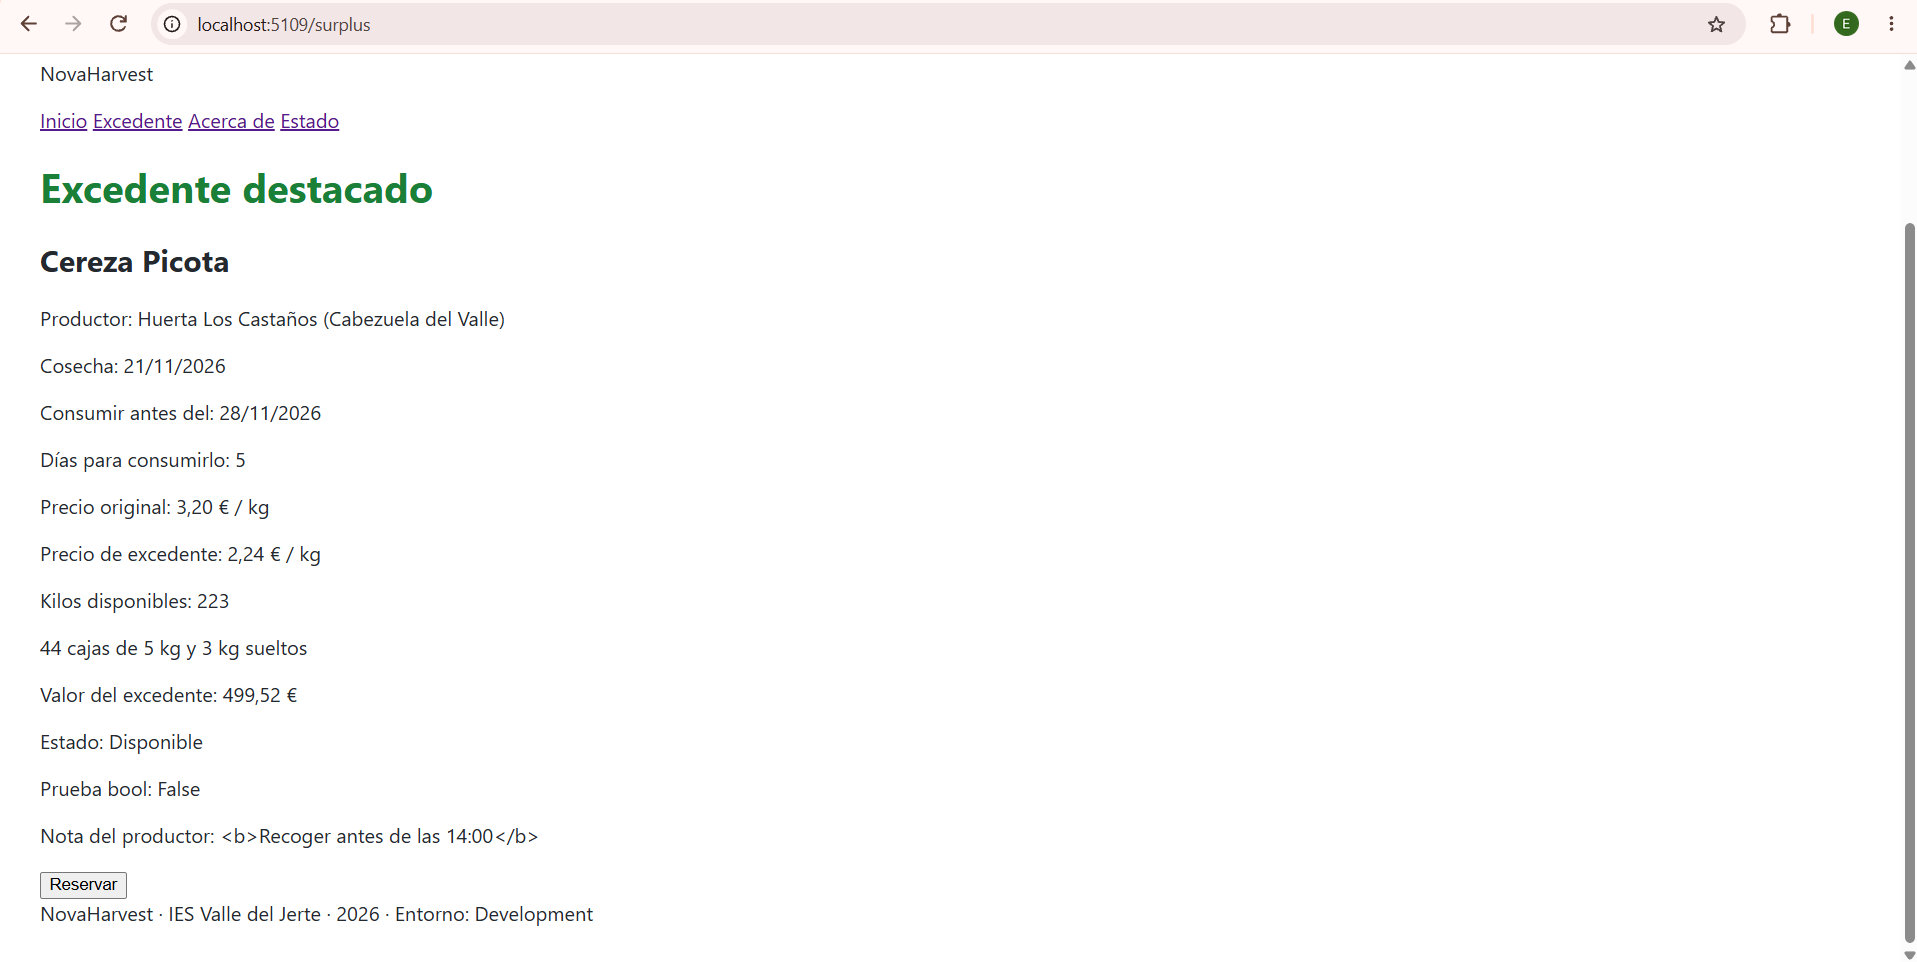 localhost:5109/surplus
E
NovaHarvest
Inicio Excedente Acerca de Estado
Excedente destacado
Cereza Picota
Productor: Huerta Los Castaños (Cabezuela del Valle)
Cosecha: 21/11/2026
Consumir antes del: 28/11/2026
Días para consumirlo: 5
Precio original: 3,20 € / kg
Precio de excedente: 2,24 € / kg
Kilos disponibles: 223
44 cajas de 5 kg y 3 kg sueltos
Valor del excedente: 499,52 €
Estado: Disponible
Prueba bool: False
Nota del productor: <b>Recoger antes de las 14:00</b>
Reservar
NovaHarvest · IES Valle del Jerte · 2026 · Entorno: Development